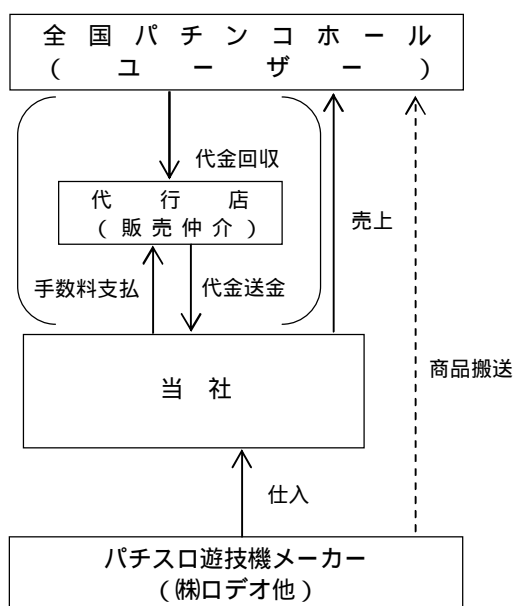 全国パチンコホール
(ユーザー)
代金回収
代行店
(販売仲介)
売上
手数料支払
代金送金
商品搬送
当社
仕入
パチスロ遊技機メーカー
(㈱ロデオ他)